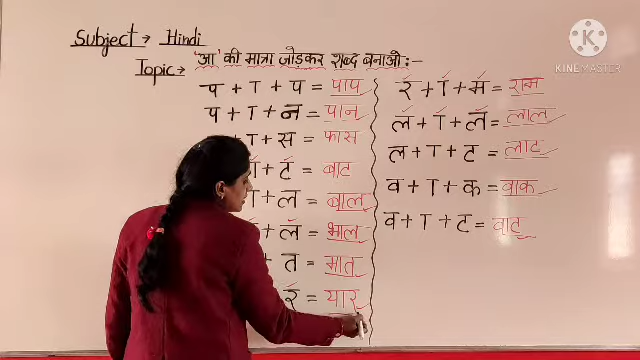 Subject → Hindi
Topic:→ 'आ' की मात्रा जोड़कर शब्द बनाओ:-
प + ा + प = पाप
प + ा + न = पान
+ ा + स = फास
+ ट = बाट
ा + ल = बाल
+ ल = भाल
+ त = मात
र = यार
र + ा + म = राम
ल + ा + ल = लाल
ल + ा + ट = लाट
व + ा + क = वाक
व + ा + ट = वाट
K
KINEMASTER